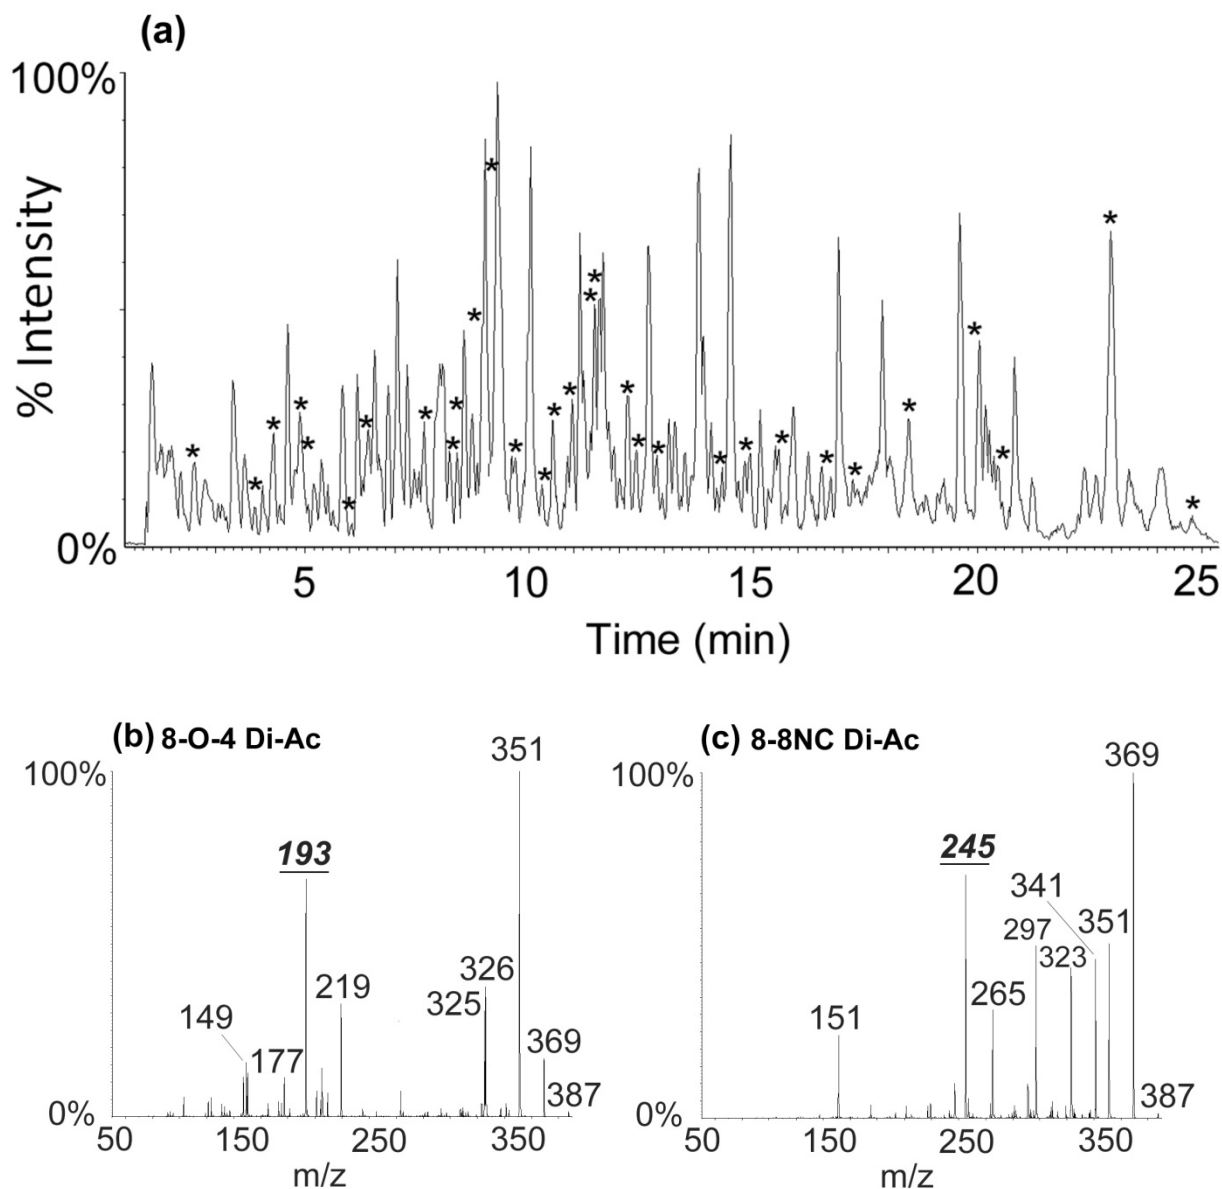 (a)
100%
% Intensity
0%
* * * * * * * * * * * * * * * * * * * * * * * * * * * * * * * * * *
5 10 15 20 25
Time (min)
(b) 8-O-4 Di-Ac
100%
351
193
326
219
325
149
177
369
387
0%
50 150 250 350
m/z
(c) 8-8NC Di-Ac
100%
369
245
341
297
351
323
265
151
387
0%
50 150 250 350
m/z